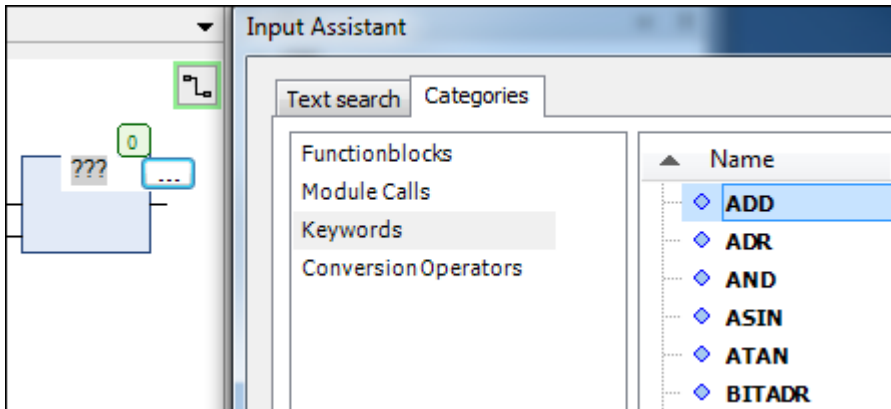 Input Assistant
Text search
Categories
0
???
...
Functionblocks
Module Calls
Keywords
Conversion Operators
Name
ADD
ADR
AND
ASIN
ATAN
BITADR